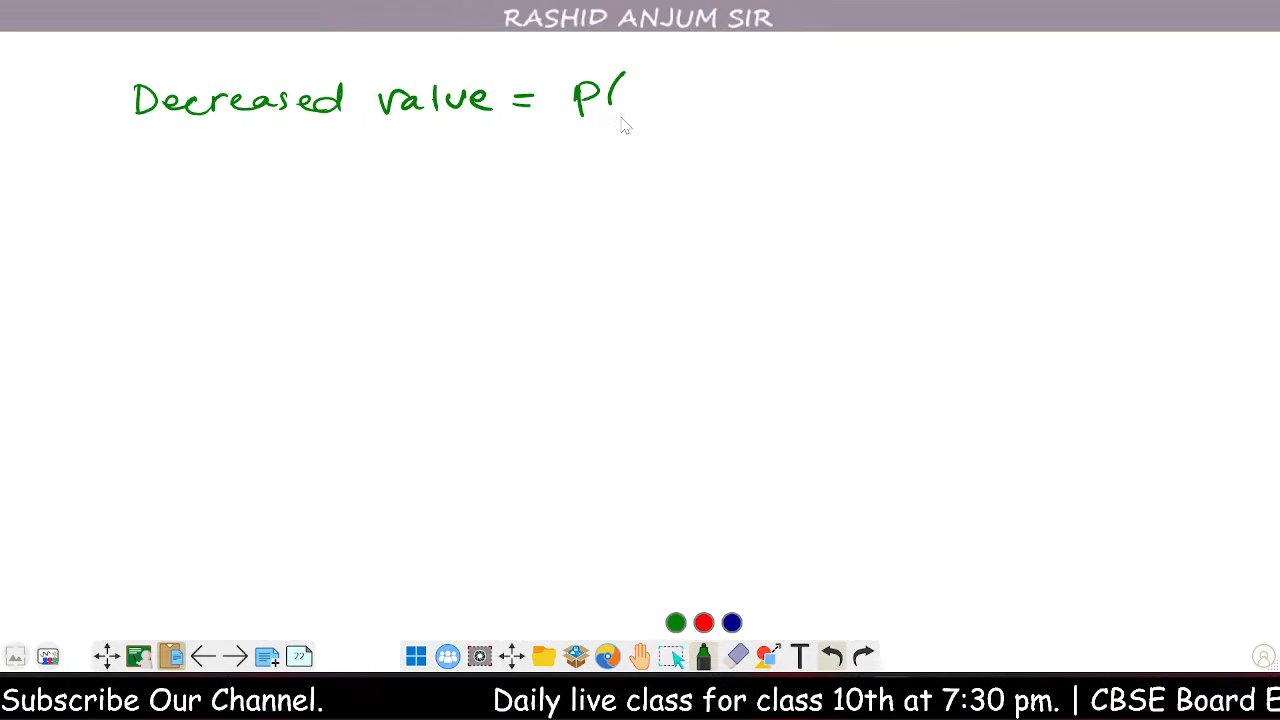 RASHID ANJUM SIR
Decreased value = P(
22
Subscribe Our Channel. Daily live class for class 10th at 7:30 pm. | CBSE Board E